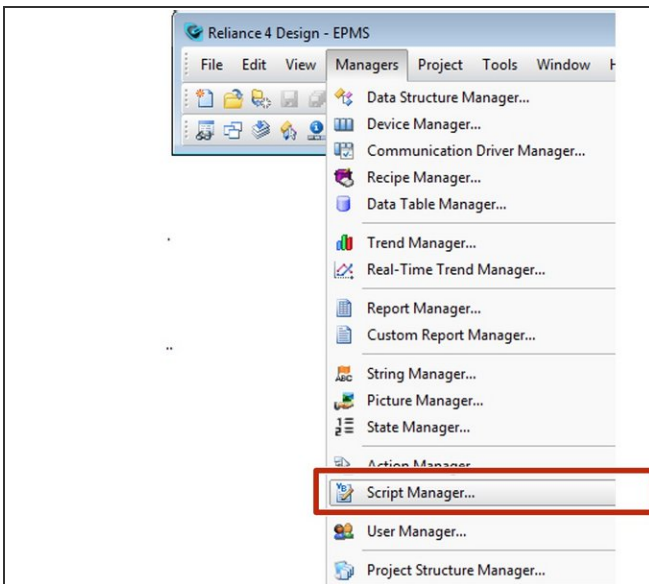 Reliance 4 Design - EPMS
File Edit View Managers Project Tools Window
Data Structure Manager...
Device Manager...
Communication Driver Manager...
Recipe Manager...
Data Table Manager...
Trend Manager...
Real-Time Trend Manager...
Report Manager...
Custom Report Manager...
ABC String Manager...
Picture Manager...
State Manager...
Action Manager
Script Manager...
User Manager...
Project Structure Manager...